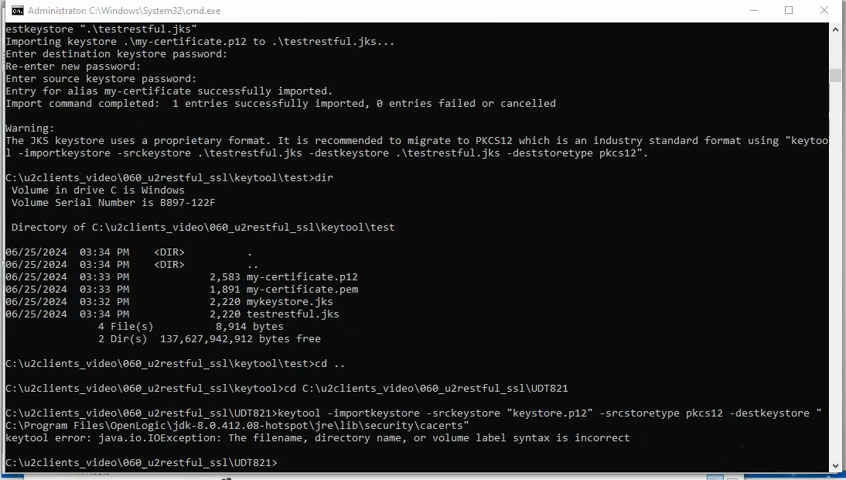 Administrator: C:\Windows\System32\cmd.exe
estkeystore ".\testrestful.jks"
Importing keystore .\my-certificate.p12 to .\testrestful.jks...
Enter destination keystore password:
Re-enter new password:
Enter source keystore password:
Entry for alias my-certificate successfully imported.
Import command completed:  1 entries successfully imported, 0 entries failed or cancelled
Warning:
The JKS keystore uses a proprietary format. It is recommended to migrate to PKCS12 which is an industry standard format using "keytoo
l -importkeystore -srckeystore .\testrestful.jks -destkeystore .\testrestful.jks -deststoretype pkcs12".
C:\u2clients_video\060_u2restful_ssl\keytool\test>dir
 Volume in drive C is Windows
 Volume Serial Number is B897-122F
 Directory of C:\u2clients_video\060_u2restful_ssl\keytool\test
06/25/2024  03:34 PM    <DIR>          .
06/25/2024  03:34 PM    <DIR>          ..
06/25/2024  03:33 PM             2,583 my-certificate.p12
06/25/2024  03:33 PM             1,891 my-certificate.pem
06/25/2024  03:32 PM             2,220 mykeystore.jks
06/25/2024  03:34 PM             2,220 testrestful.jks
               4 File(s)          8,914 bytes
               2 Dir(s)  137,627,942,912 bytes free
C:\u2clients_video\060_u2restful_ssl\keytool\test>cd ..
C:\u2clients_video\060_u2restful_ssl\keytool>cd C:\u2clients_video\060_u2restful_ssl\UDT821
C:\u2clients_video\060_u2restful_ssl\UDT821>keytool -importkeystore -srckeystore "keystore.p12" -srcstoretype pkcs12 -destkeystore "
C:\Program Files\OpenLogic\jdk-8.0.412.08-hotspot\jre\lib\security\cacerts"
keytool error: java.io.IOException: The filename, directory name, or volume label syntax is incorrect
C:\u2clients_video\060_u2restful_ssl\UDT821>